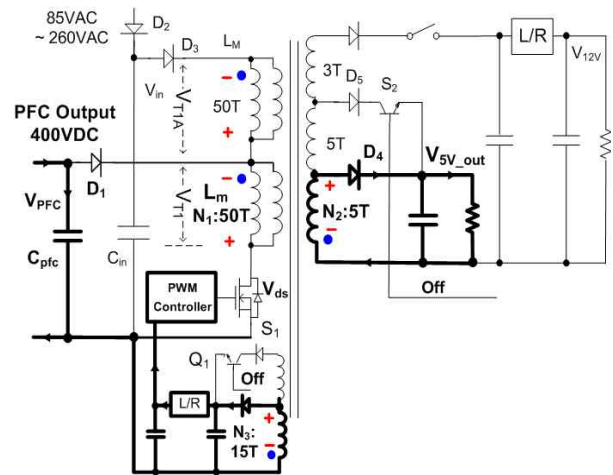 85VAC
~ 260VAC
D2
D3
LM
Vin
VT1A
50T
PFC Output
400VDC
D1
VPFC
Cpfc
Cin
VT1
Lm
N1:50T
PWM
Controller
Vds
S1
Q1
Off
L/R
N3:
15T
3T
D5
S2
5T
D4
V5V_out
N2:5T
Off
L/R
V12V
- +
- +
+ -
+ -